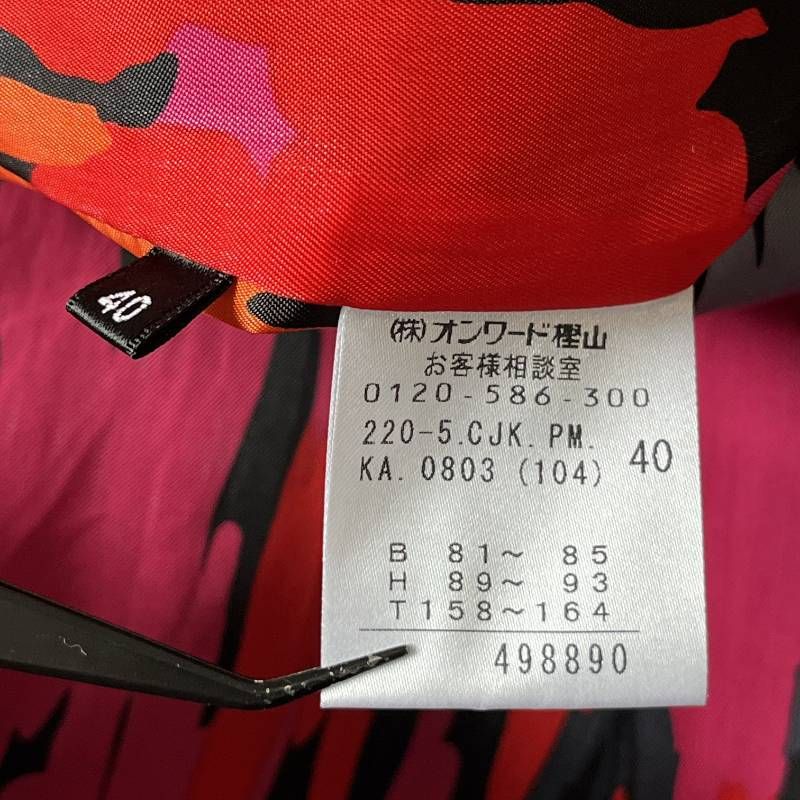 40
(株)オンワード樫山
お客様相談室
0120-586-300
220-5.CJK.PM.
KA.0803(104) 40
B 81～ 85
H 89～ 93
T158～164
498890